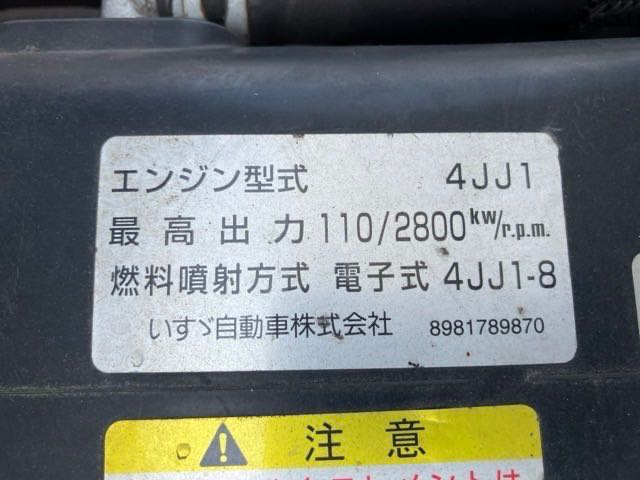 エンジン型式 4JJ1
最高出力 110/2800 kw/r.p.m.
燃料噴射方式 電子式 4JJ1-8
いすゞ自動車株式会社 8981789870
注意